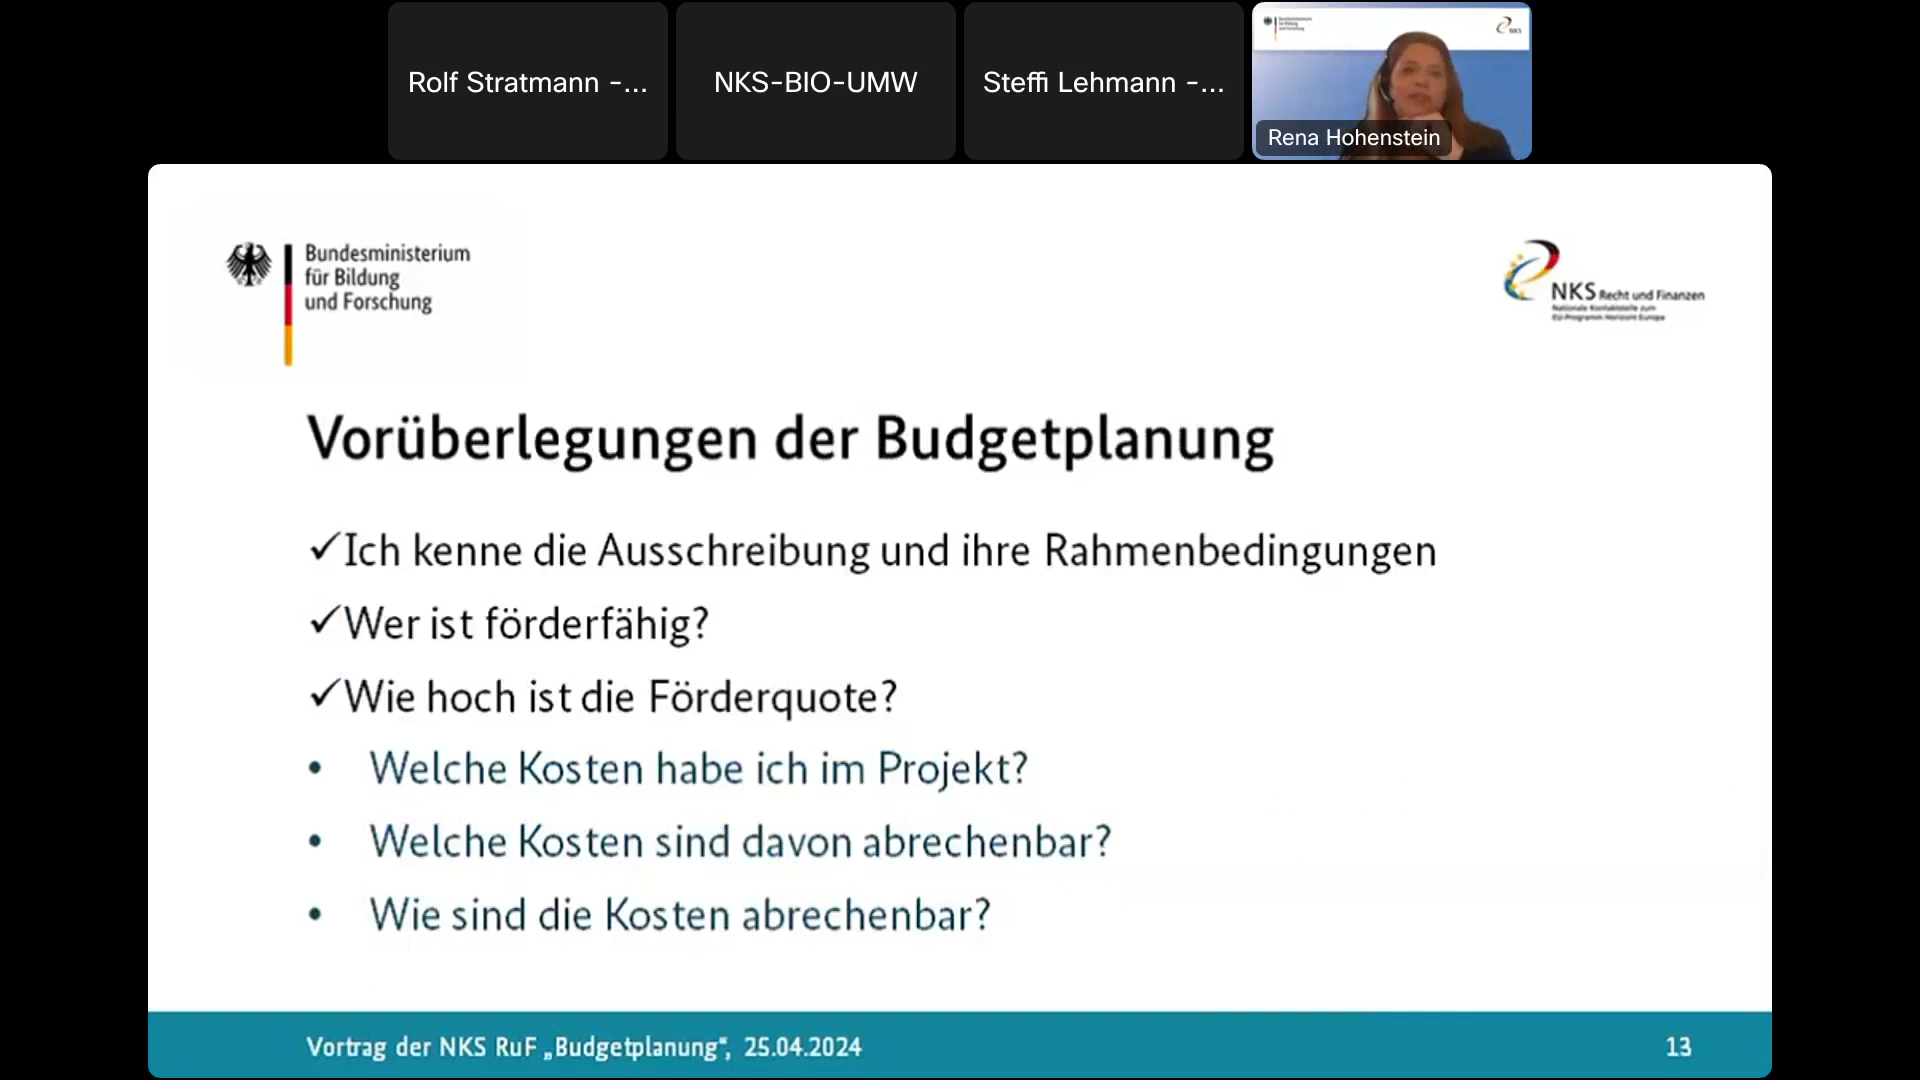 Rolf Stratmann -...
NKS-BIO-UMW
Steffi Lehmann -...
Rena Hohenstein
Bundesministerium
für Bildung
und Forschung
NKS Recht und Finanzen
Nationale Kontaktstelle zum
EU-Programm Horizont Europa
Vorüberlegungen der Budgetplanung
✓Ich kenne die Ausschreibung und ihre Rahmenbedingungen
✓Wer ist förderfähig?
✓Wie hoch ist die Förderquote?
• Welche Kosten habe ich im Projekt?
• Welche Kosten sind davon abrechenbar?
• Wie sind die Kosten abrechenbar?
Vortrag der NKS RuF „Budgetplanung“, 25.04.2024
13